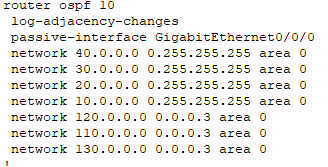 router ospf 10
log-adjacency-changes
passive-interface GigabitEthernet0/0/0
network 40.0.0.0 0.255.255.255 area 0
network 30.0.0.0 0.255.255.255 area 0
network 20.0.0.0 0.255.255.255 area 0
network 10.0.0.0 0.255.255.255 area 0
network 120.0.0.0 0.0.0.3 area 0
network 110.0.0.0 0.0.0.3 area 0
network 130.0.0.0 0.0.0.3 area 0
!